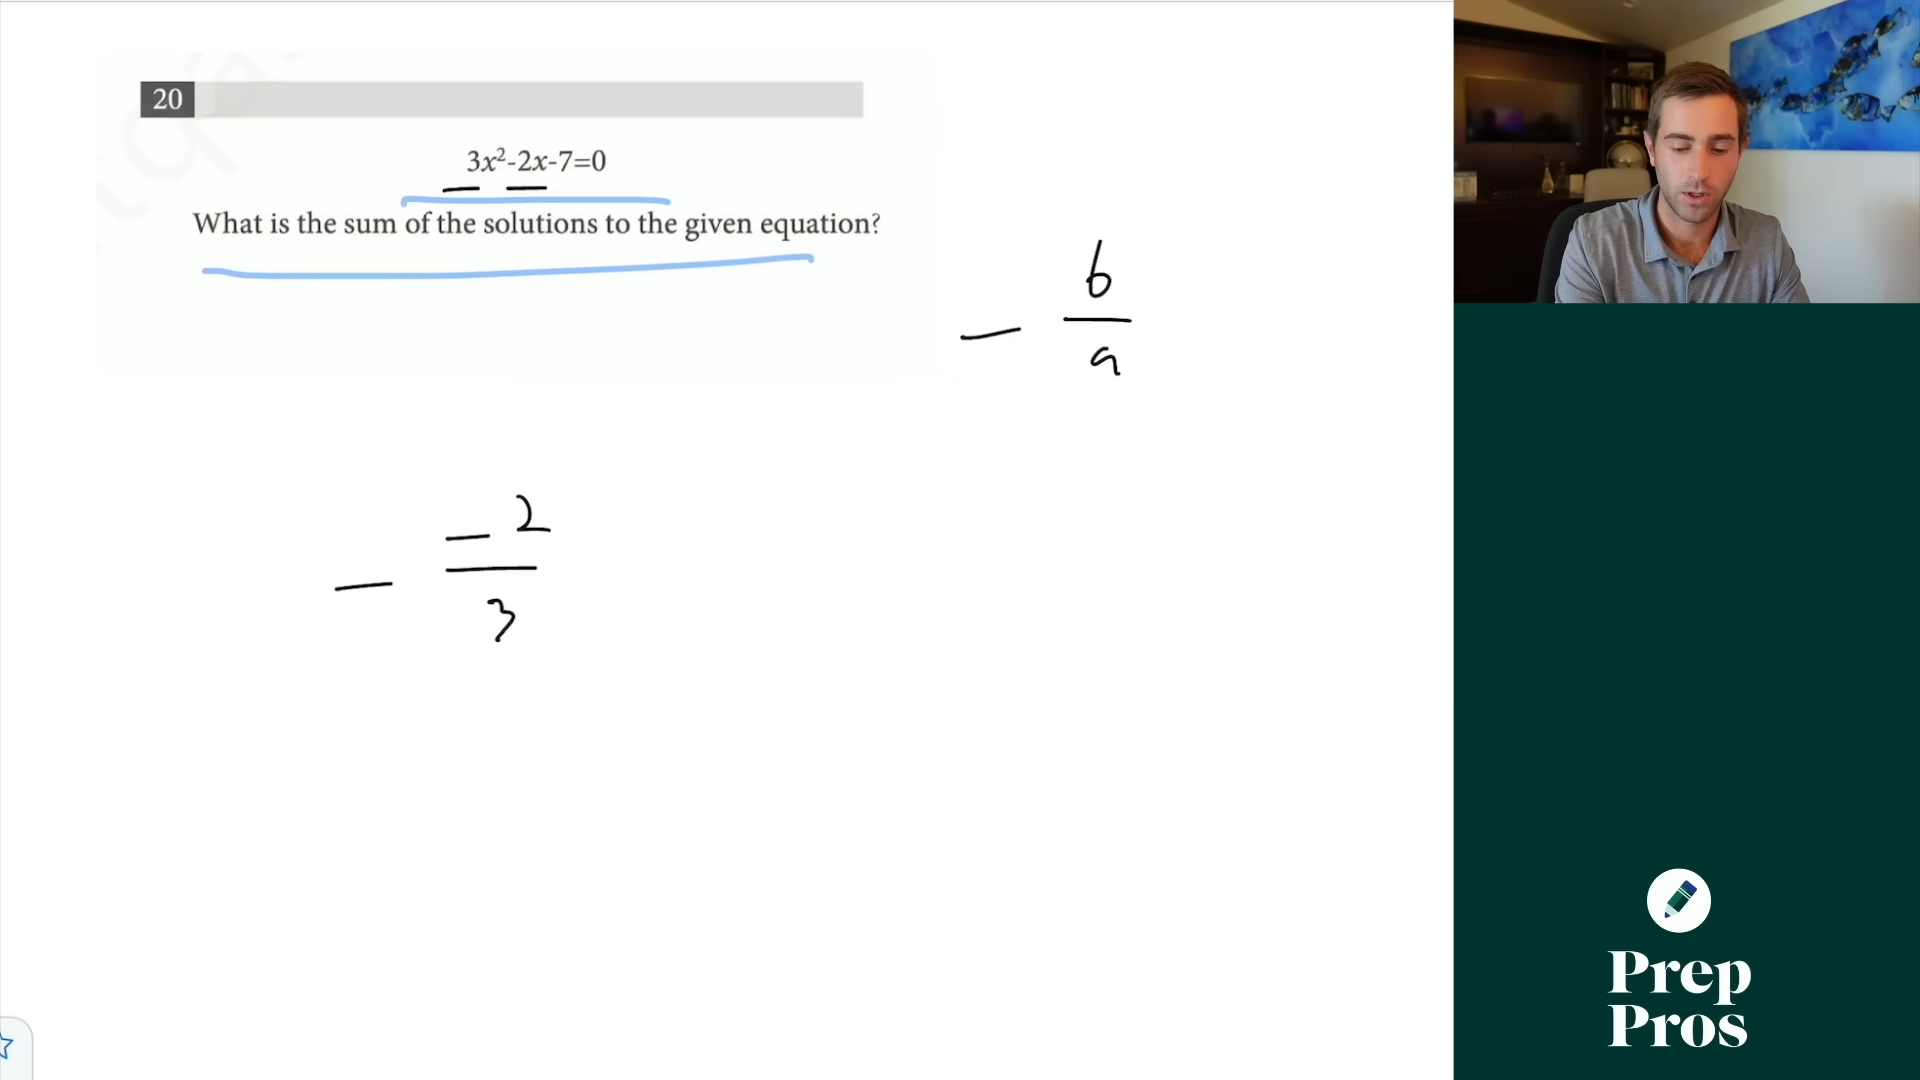 20
3x²-2x-7=0
What is the sum of the solutions to the given equation?
− b/a
− −2/3
Prep
Pros